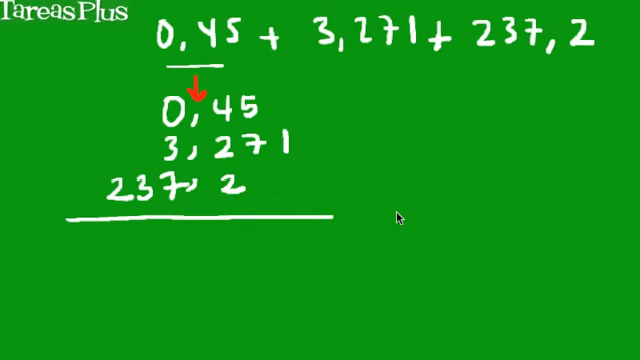 TareasPlus
0,45 + 3,271 + 237,2
0,45
3,271
237,2